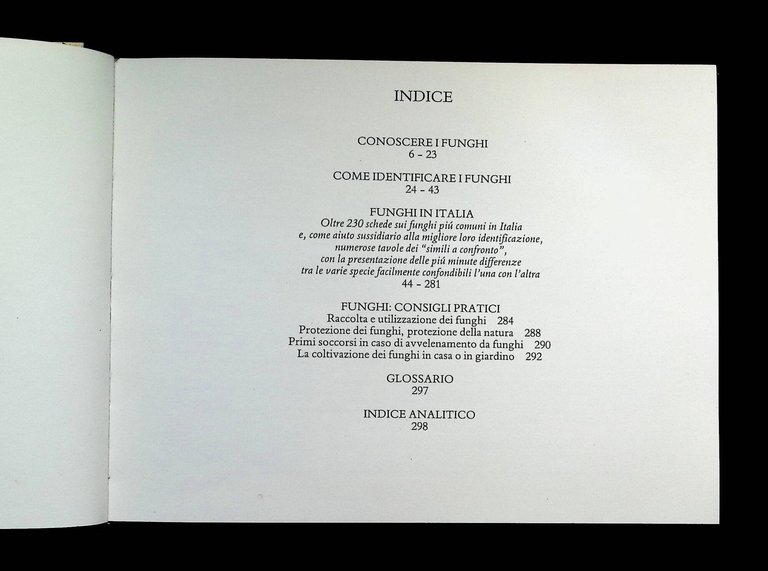 INDICE
CONOSCERE I FUNGHI
6 – 23
COME IDENTIFICARE I FUNGHI
24 – 43
FUNGHI IN ITALIA
Oltre 230 schede sui funghi piú comuni in Italia
e, come aiuto sussidiario alla migliore loro identificazione,
numerose tavole dei “simili a confronto”,
con la presentazione delle piú minute differenze
tra le varie specie facilmente confondibili l’una con l’altra
44 – 281
FUNGHI: CONSIGLI PRATICI
Raccolta e utilizzazione dei funghi 284
Protezione dei funghi, protezione della natura 288
Primi soccorsi in caso di avvelenamento da funghi 290
La coltivazione dei funghi in casa o in giardino 292
GLOSSARIO
297
INDICE ANALITICO
298